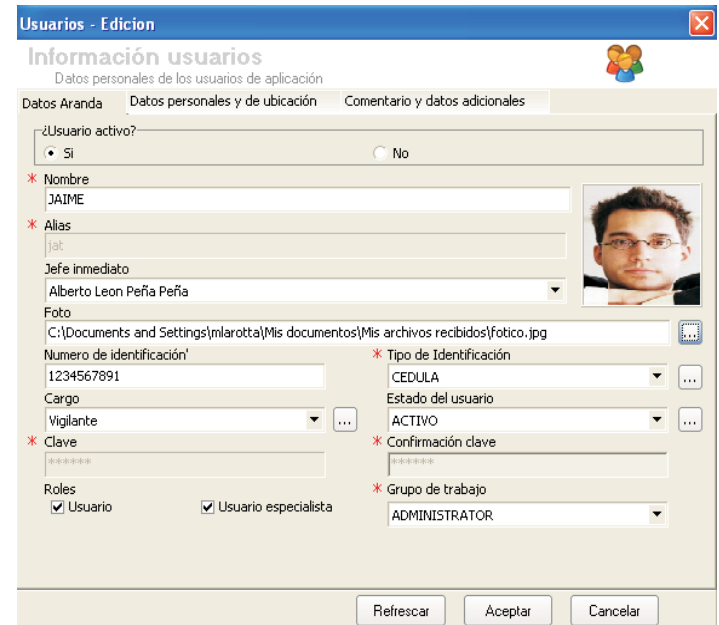 Usuarios - Edicion
Información usuarios
Datos personales de los usuarios de aplicación
Datos Aranda Datos personales y de ubicación Comentario y datos adicionales
¿Usuario activo?
Si No
* Nombre
JAIME
* Alias
jat
Jefe inmediato
Alberto Leon Peña Peña
Foto
C:\Documents and Settings\mlarotta\Mis documentos\Mis archivos recibidos\fotico.jpg ...
Numero de identificación' * Tipo de Identificación
1234567891 CEDULA ...
Cargo Estado del usuario
Vigilante ... ACTIVO ...
* Clave * Confirmación clave
****** ******
Roles * Grupo de trabajo
Usuario Usuario especialista ADMINISTRATOR
Refrescar Aceptar Cancelar